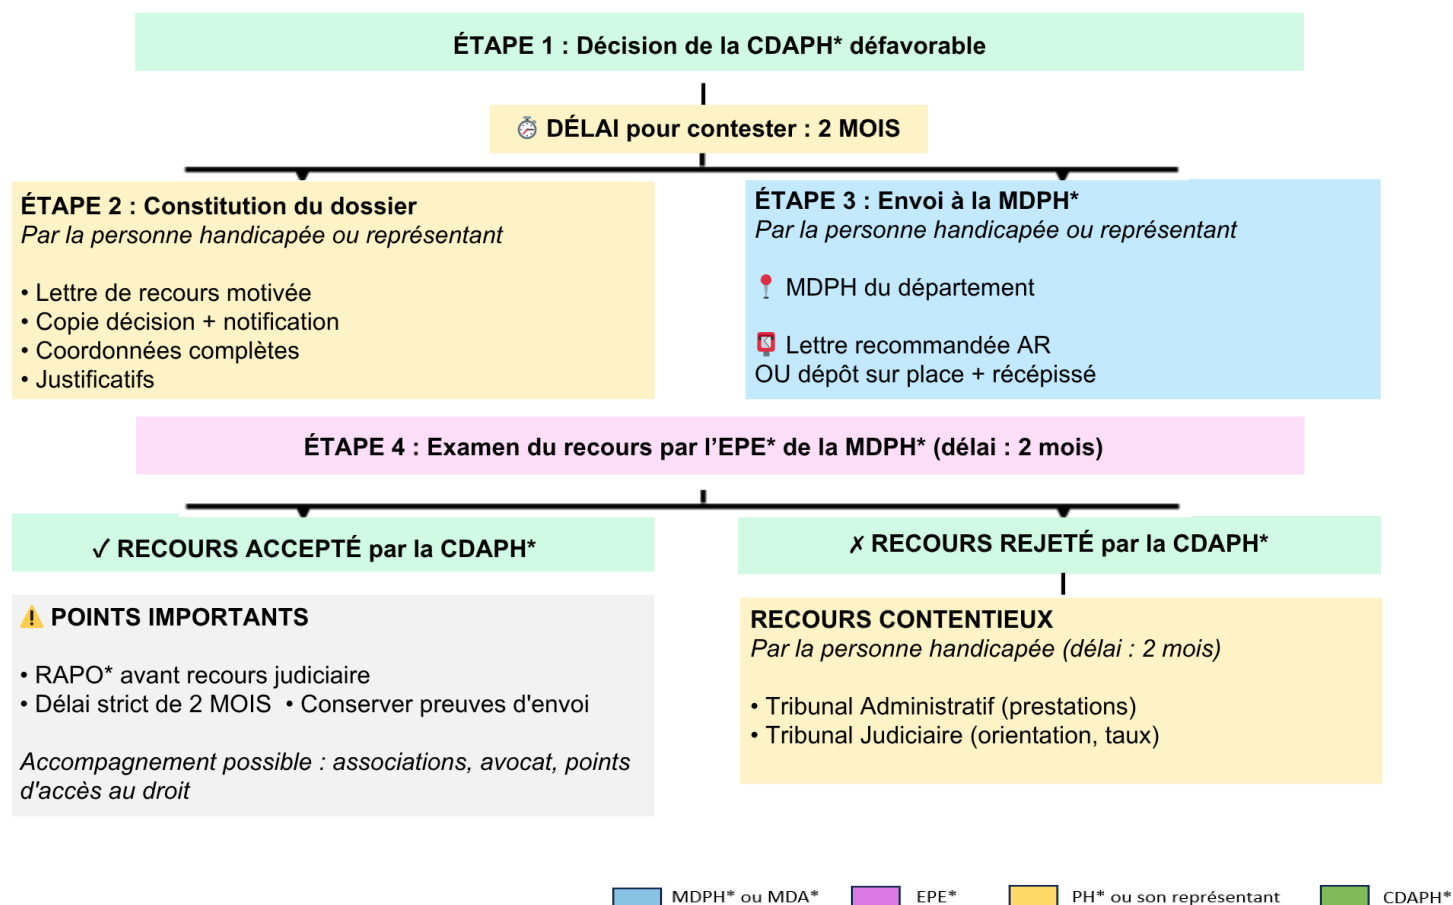 ÉTAPE 1 : Décision de la CDAPH* défavorable
DÉLAI pour contester : 2 MOIS
ÉTAPE 2 : Constitution du dossier
Par la personne handicapée ou représentant
• Lettre de recours motivée
• Copie décision + notification
• Coordonnées complètes
• Justificatifs
ÉTAPE 3 : Envoi à la MDPH*
Par la personne handicapée ou représentant
MDPH du département
Lettre recommandée AR
OU dépôt sur place + récépissé
ÉTAPE 4 : Examen du recours par l’EPE* de la MDPH* (délai : 2 mois)
✓ RECOURS ACCEPTÉ par la CDAPH*
✗ RECOURS REJETÉ par la CDAPH*
POINTS IMPORTANTS
• RAPO* avant recours judiciaire
• Délai strict de 2 MOIS • Conserver preuves d'envoi
Accompagnement possible : associations, avocat, points
d'accès au droit
RECOURS CONTENTIEUX
Par la personne handicapée (délai : 2 mois)
• Tribunal Administratif (prestations)
• Tribunal Judiciaire (orientation, taux)
MDPH* ou MDA*
EPE*
PH* ou son représentant
CDAPH*